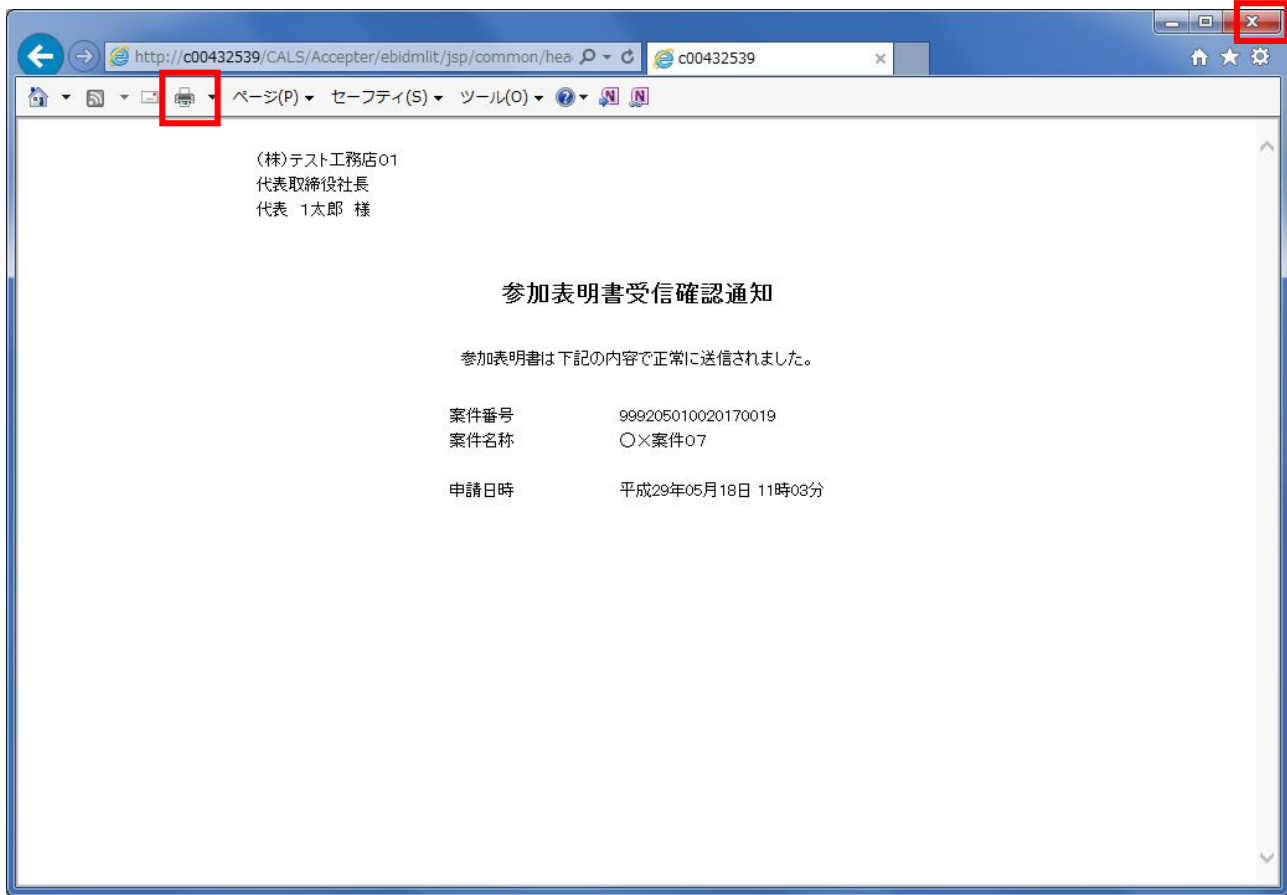 http://c00432539/CALS/Accepter/ebidmlit/jsp/common/hea
c00432539
ページ(P) セーフティ(S) ツール(O)
(株)テスト工務店01
代表取締役社長
代表 1太郎 様
参加表明書受信確認通知
参加表明書は下記の内容で正常に送信されました。
案件番号 999205010020170019
案件名称 〇×案件07
申請日時 平成29年05月18日 11時03分